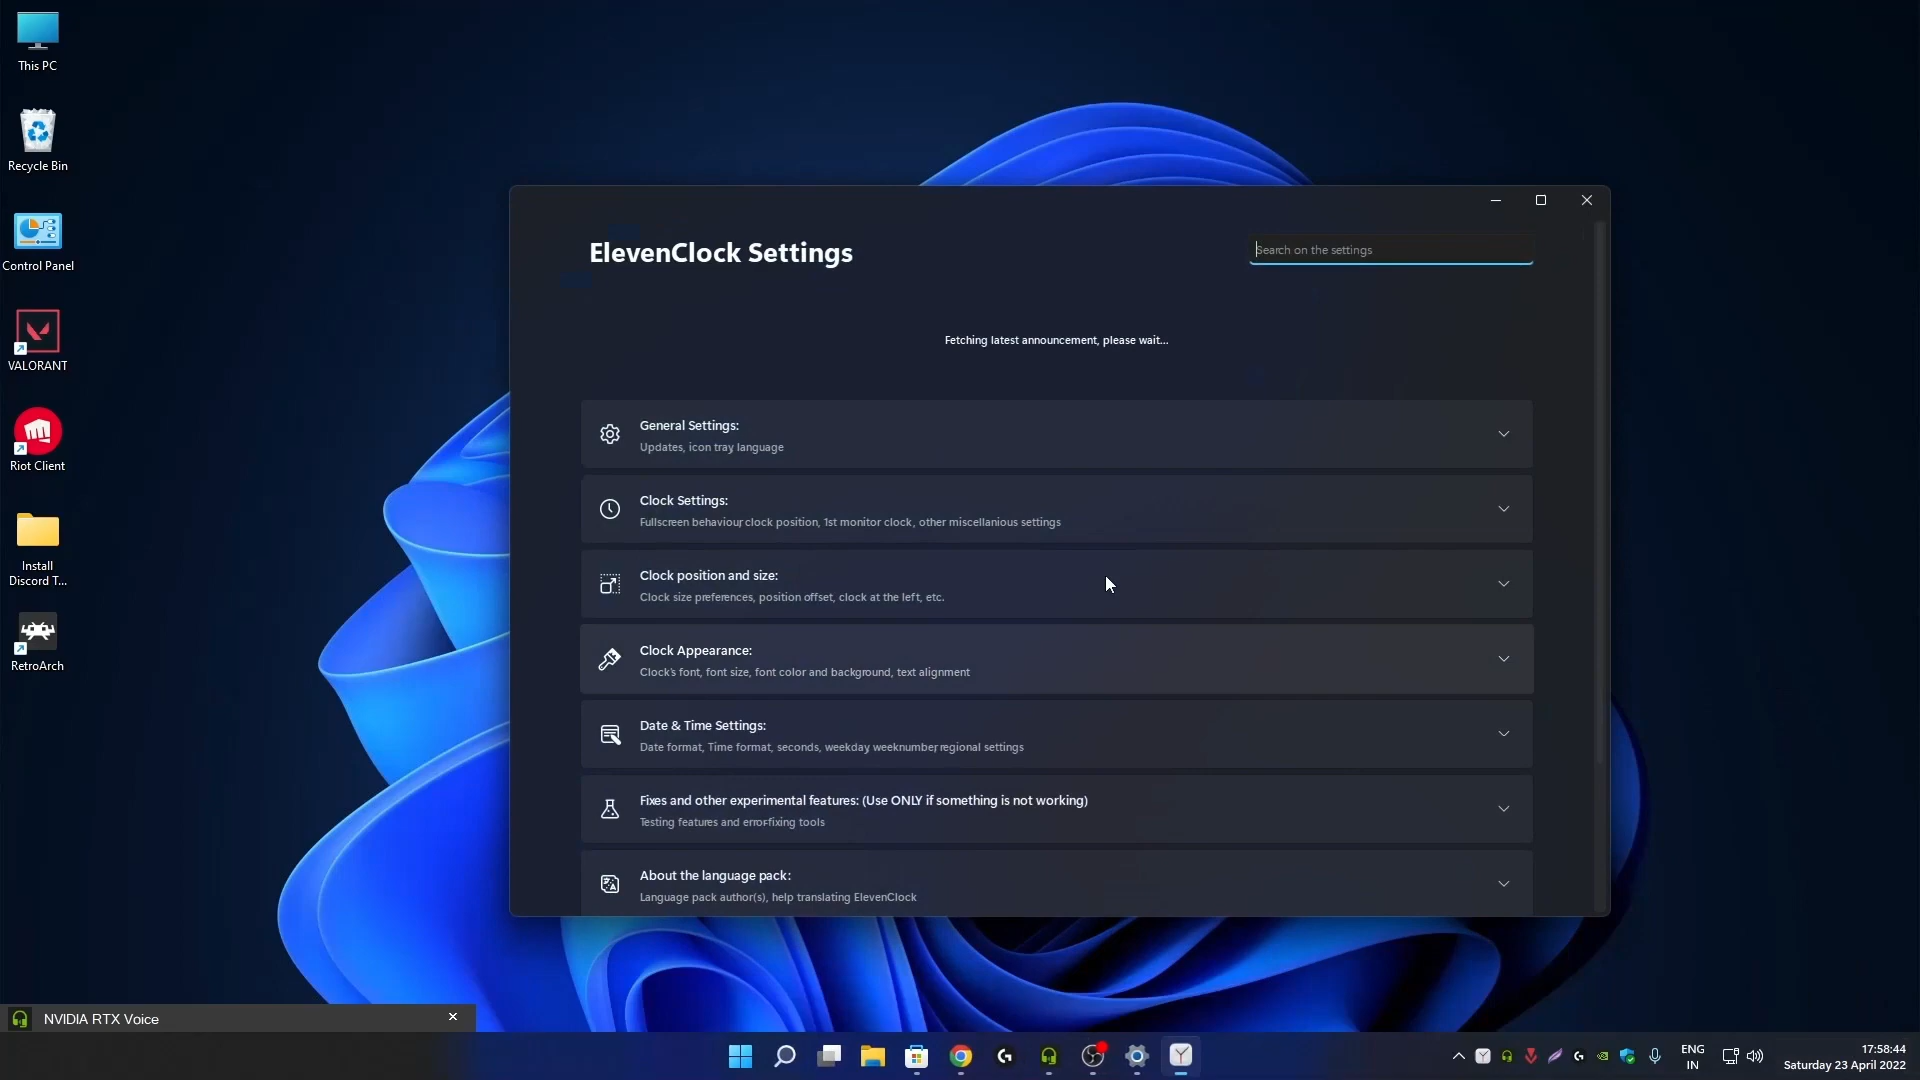 This PC
Recycle Bin
Control Panel
VALORANT
Riot Client
Install
Discord T...
RetroArch
ElevenClock Settings
Search on the settings
Fetching latest announcement, please wait...
General Settings:
Updates, icon tray, language
Clock Settings:
Fullscreen behaviour, clock position, 1st monitor clock, other miscellanious settings
Clock position and size:
Clock size preferences, position offset, clock at the left, etc.
Clock Appearance:
Clock's font, font size, font color and background, text alignment
Date & Time Settings:
Date format, Time format, seconds, weekday, weeknumber, regional settings
Fixes and other experimental features: (Use ONLY if something is not working)
Testing features and error-fixing tools
About the language pack:
Language pack author(s), help translating ElevenClock
NVIDIA RTX Voice
ENG
IN
17:58:44
Saturday 23 April 2022